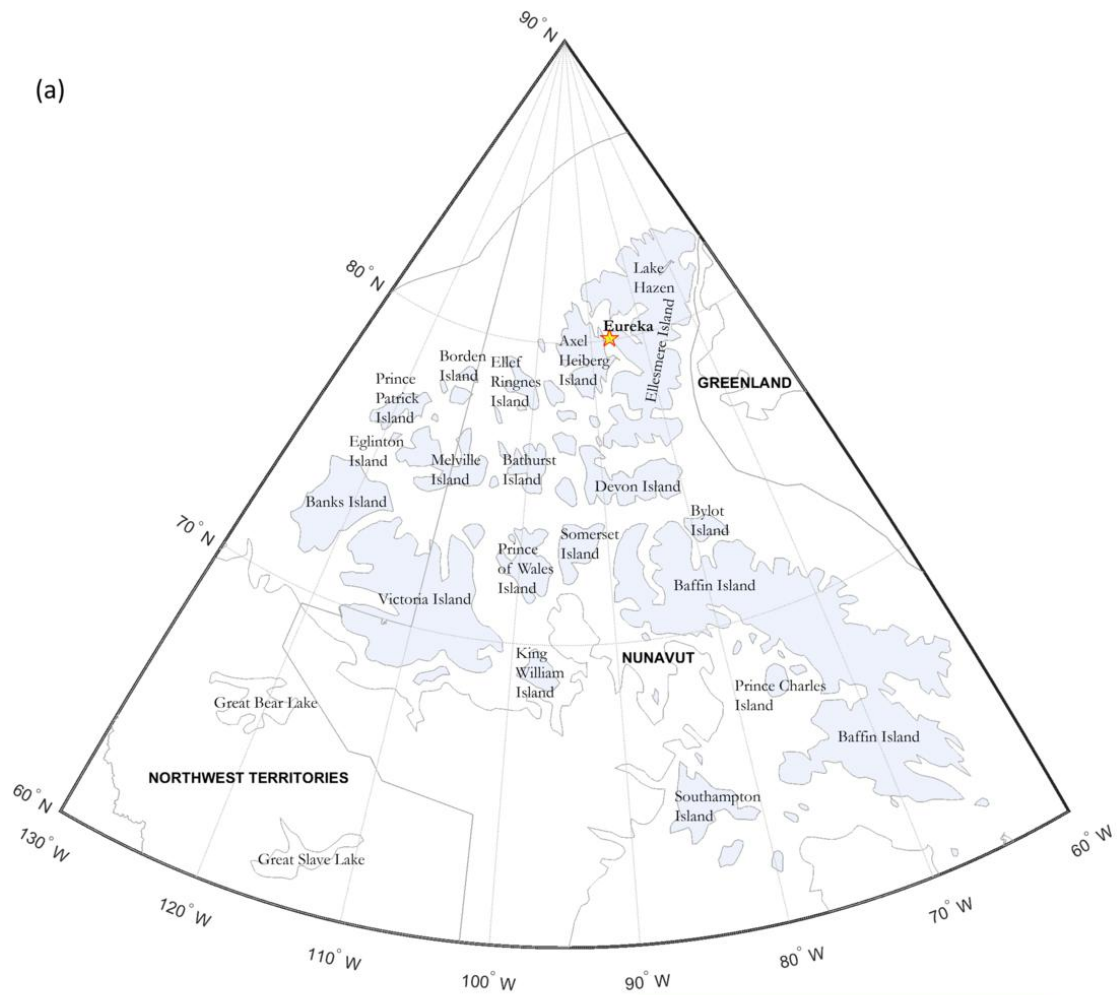 90° N
(a)
80° N
Lake
Hazen
Eureka
Axel
Heiberg
Island
Ellesmere Island
GREENLAND
Borden
Island
Ellef
Ringnes
Island
Prince
Patrick
Island
Eglinton
Island
Melville
Island
Bathurst
Island
Devon Island
Banks Island
Bylot
Island
70° N
Somerset
Island
Prince
of Wales
Island
Baffin Island
Victoria Island
King
William
Island
NUNAVUT
Prince Charles
Island
Great Bear Lake
Baffin Island
NORTHWEST TERRITORIES
Southampton
Island
Great Slave Lake
60° N
130° W
120° W
110° W
100° W
90° W
80° W
70° W
60° W